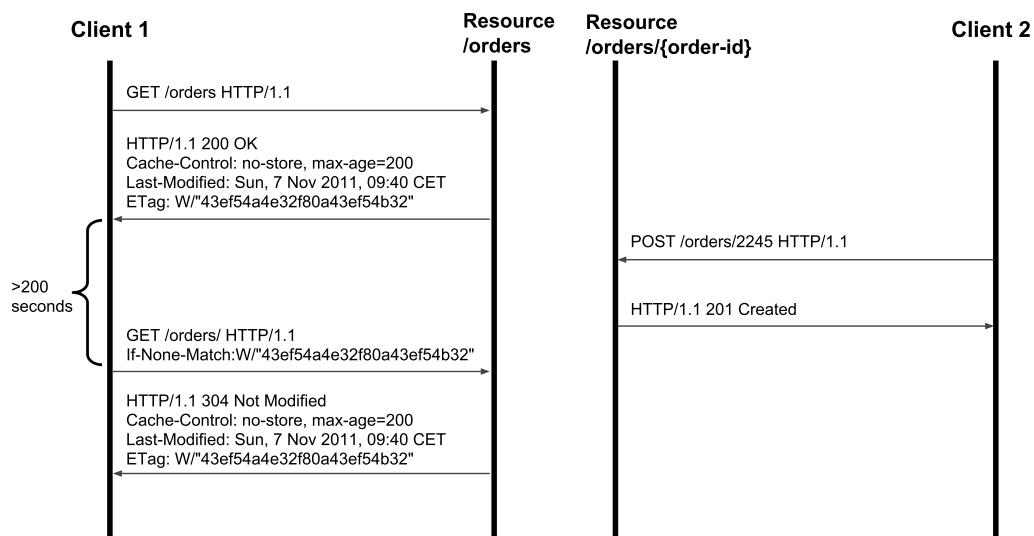 Client 1
Resource
/orders
Resource
/orders/{order-id}
Client 2
GET /orders HTTP/1.1
HTTP/1.1 200 OK
Cache-Control: no-store, max-age=200
Last-Modified: Sun, 7 Nov 2011, 09:40 CET
ETag: W/"43ef54a4e32f80a43ef54b32"
POST /orders/2245 HTTP/1.1
>200
seconds
HTTP/1.1 201 Created
GET /orders/ HTTP/1.1
If-None-Match:W/"43ef54a4e32f80a43ef54b32"
HTTP/1.1 304 Not Modified
Cache-Control: no-store, max-age=200
Last-Modified: Sun, 7 Nov 2011, 09:40 CET
ETag: W/"43ef54a4e32f80a43ef54b32"